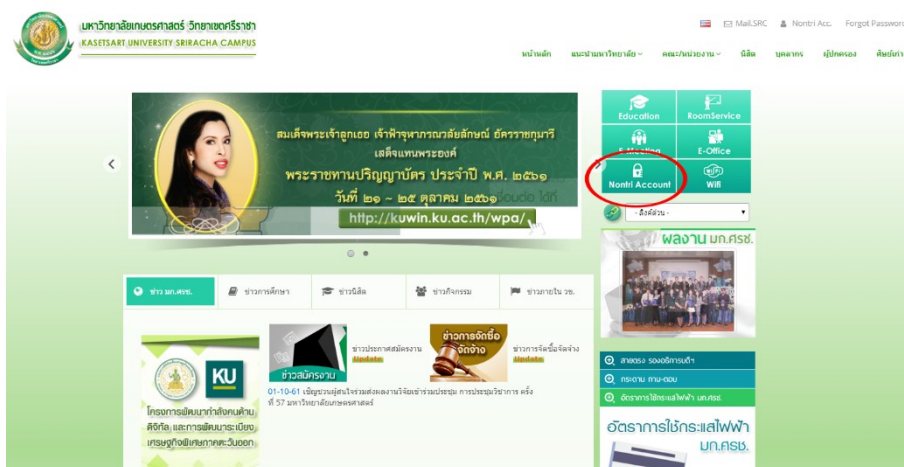 มหาวิทยาลัยเกษตรศาสตร์ วิทยาเขตศรีราชา
KASETSART UNIVERSITY SRIRACHA CAMPUS
Mail.SRC Nontri Acc. Forgot Password
หน้าหลัก แนะนำมหาวิทยาลัย คณะ/หน่วยงาน นิสิต บุคลากร ผู้ปกครอง ศิษย์เก่า
สมเด็จพระเจ้าลูกเธอ เจ้าฟ้าจุฬาภรณวลัยลักษณ์ อัครราชกุมารี
เสด็จแทนพระองค์
พระราชทานปริญญาบัตร ประจำปี พ.ศ. ๒๕๖๑
วันที่ ๒๑ ~ ๒๕ ตุลาคม ๒๕๖๑
http://kuwin.ku.ac.th/wpa/
Education RoomService
E-Meeting E-Office
Nontri Account Wifi
- ลิงค์ด่วน -
ผลงาน มก.ศรช.
ข่าว มก.ศรช. ข่าวการศึกษา ข่าวนิสิต ข่าวกิจกรรม ข่าวภายใน วข.
ข่าวสมัครงาน
ข่าวประกาศสมัครงาน
Update
ข่าวการจัดซื้อ
จัดจ้าง
ข่าวการจัดซื้อจัดจ้าง
Update
01-10-61 เชิญชวนผู้สนใจร่วมส่งผลงานวิจัยเข้าร่วมประชุม การประชุมวิชาการ ครั้ง
ที่ 57 มหาวิทยาลัยเกษตรศาสตร์
KU
โครงการพัฒนากำลังคนด้าน
ดิจิทัล และการพัฒนาระเบียง
เศรษฐกิจพิเศษภาคตะวันออก
สายตรง รองอธิการบดีฯ
กระดาน ถาม-ตอบ
อัตราการใช้กระแสไฟฟ้า มก.ศรช.
อัตราการใช้กระแสไฟฟ้า
มก.ศรช.